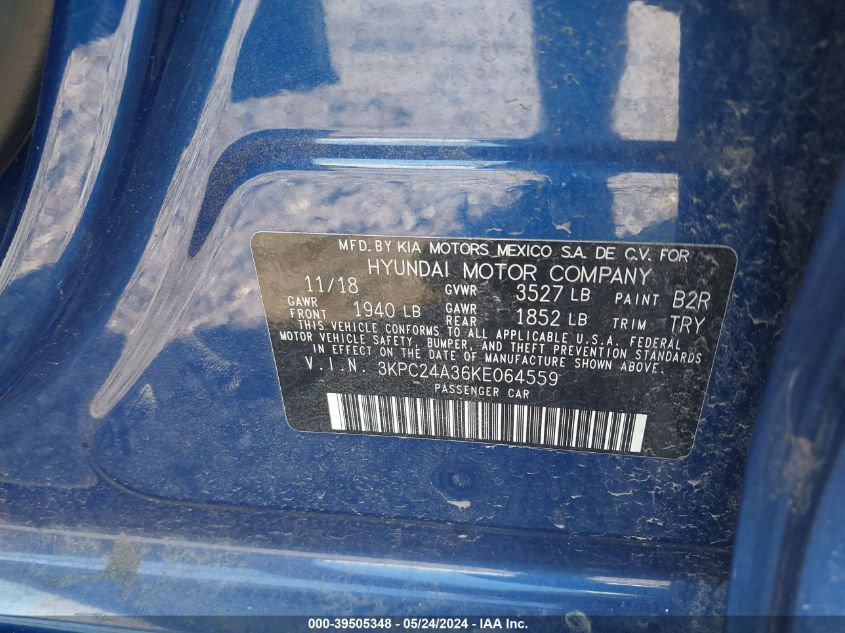 MFD. BY KIA MOTORS MEXICO S.A. DE C.V. FOR
HYUNDAI MOTOR COMPANY
11/18 GVWR 3527 LB PAINT B2R
GAWR FRONT 1940 LB GAWR REAR 1852 LB TRIM TRY
THIS VEHICLE CONFORMS TO ALL APPLICABLE U.S.A. FEDERAL
MOTOR VEHICLE SAFETY, BUMPER, AND THEFT PREVENTION STANDARDS
IN EFFECT ON THE DATE OF MANUFACTURE SHOWN ABOVE.
V.I.N. 3KPC24A36KE064559
PASSENGER CAR
000-39505348 - 05/24/2024 - IAAI Inc.